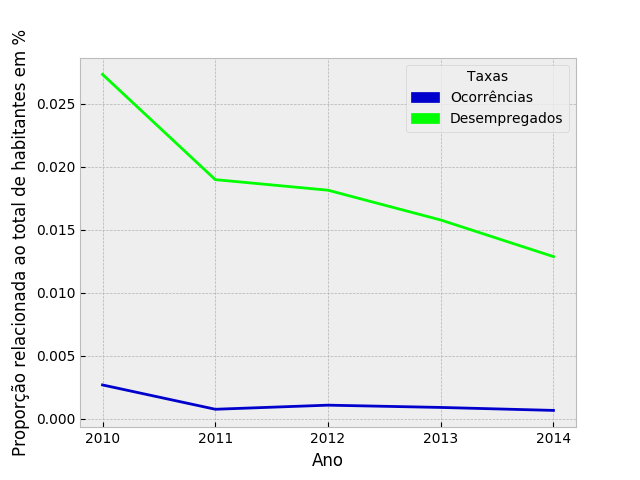 Proporção relacionada ao total de habitantes em %
Taxas
Ocorrências
Desempregados
0.025
0.020
0.015
0.010
0.005
0.000
2010 2011 2012 2013 2014
Ano